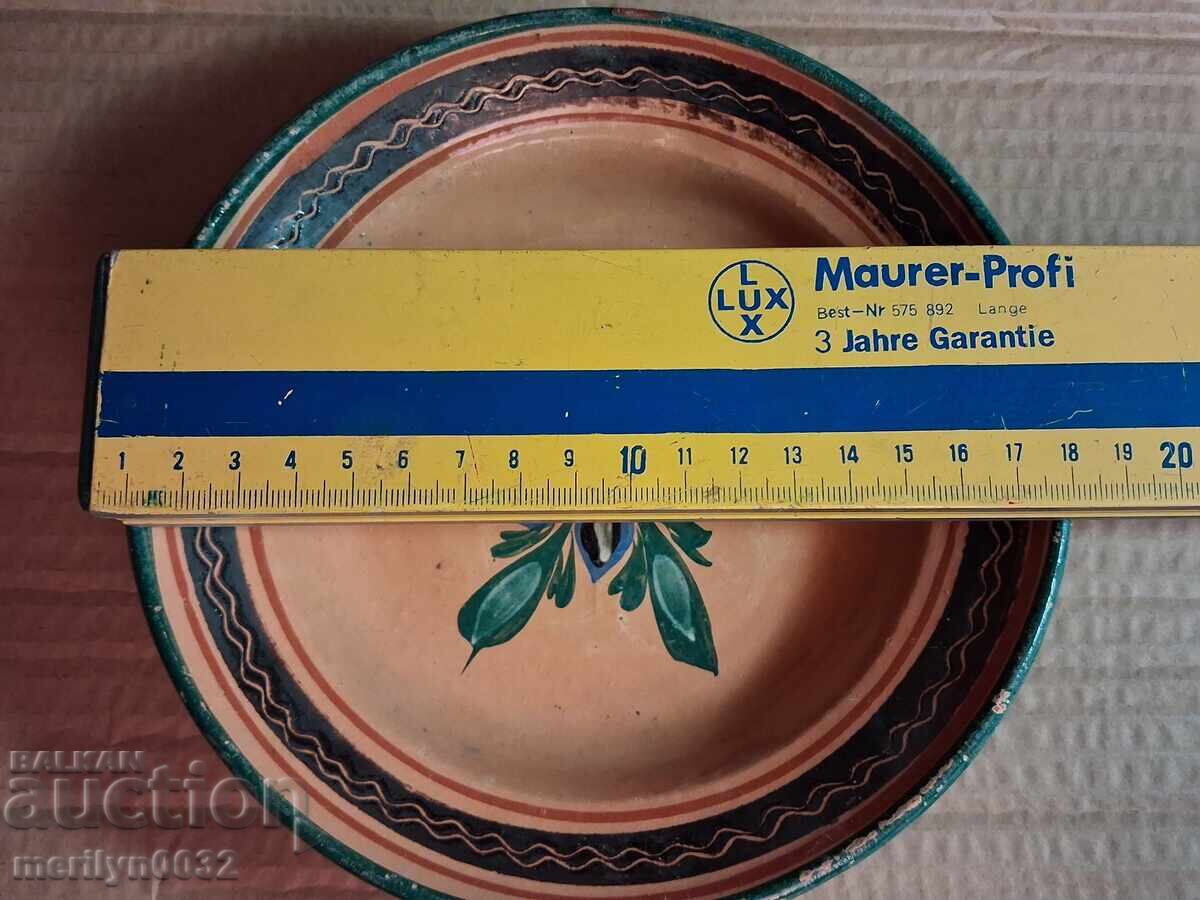 L
LUX
X
Maurer-Profi
Best-Nr 575 892 Lange
3 Jahre Garantie
1 2 3 4 5 6 7 8 9 10 11 12 13 14 15 16 17 18 19 20
BALKAN
auction
merilyn0032